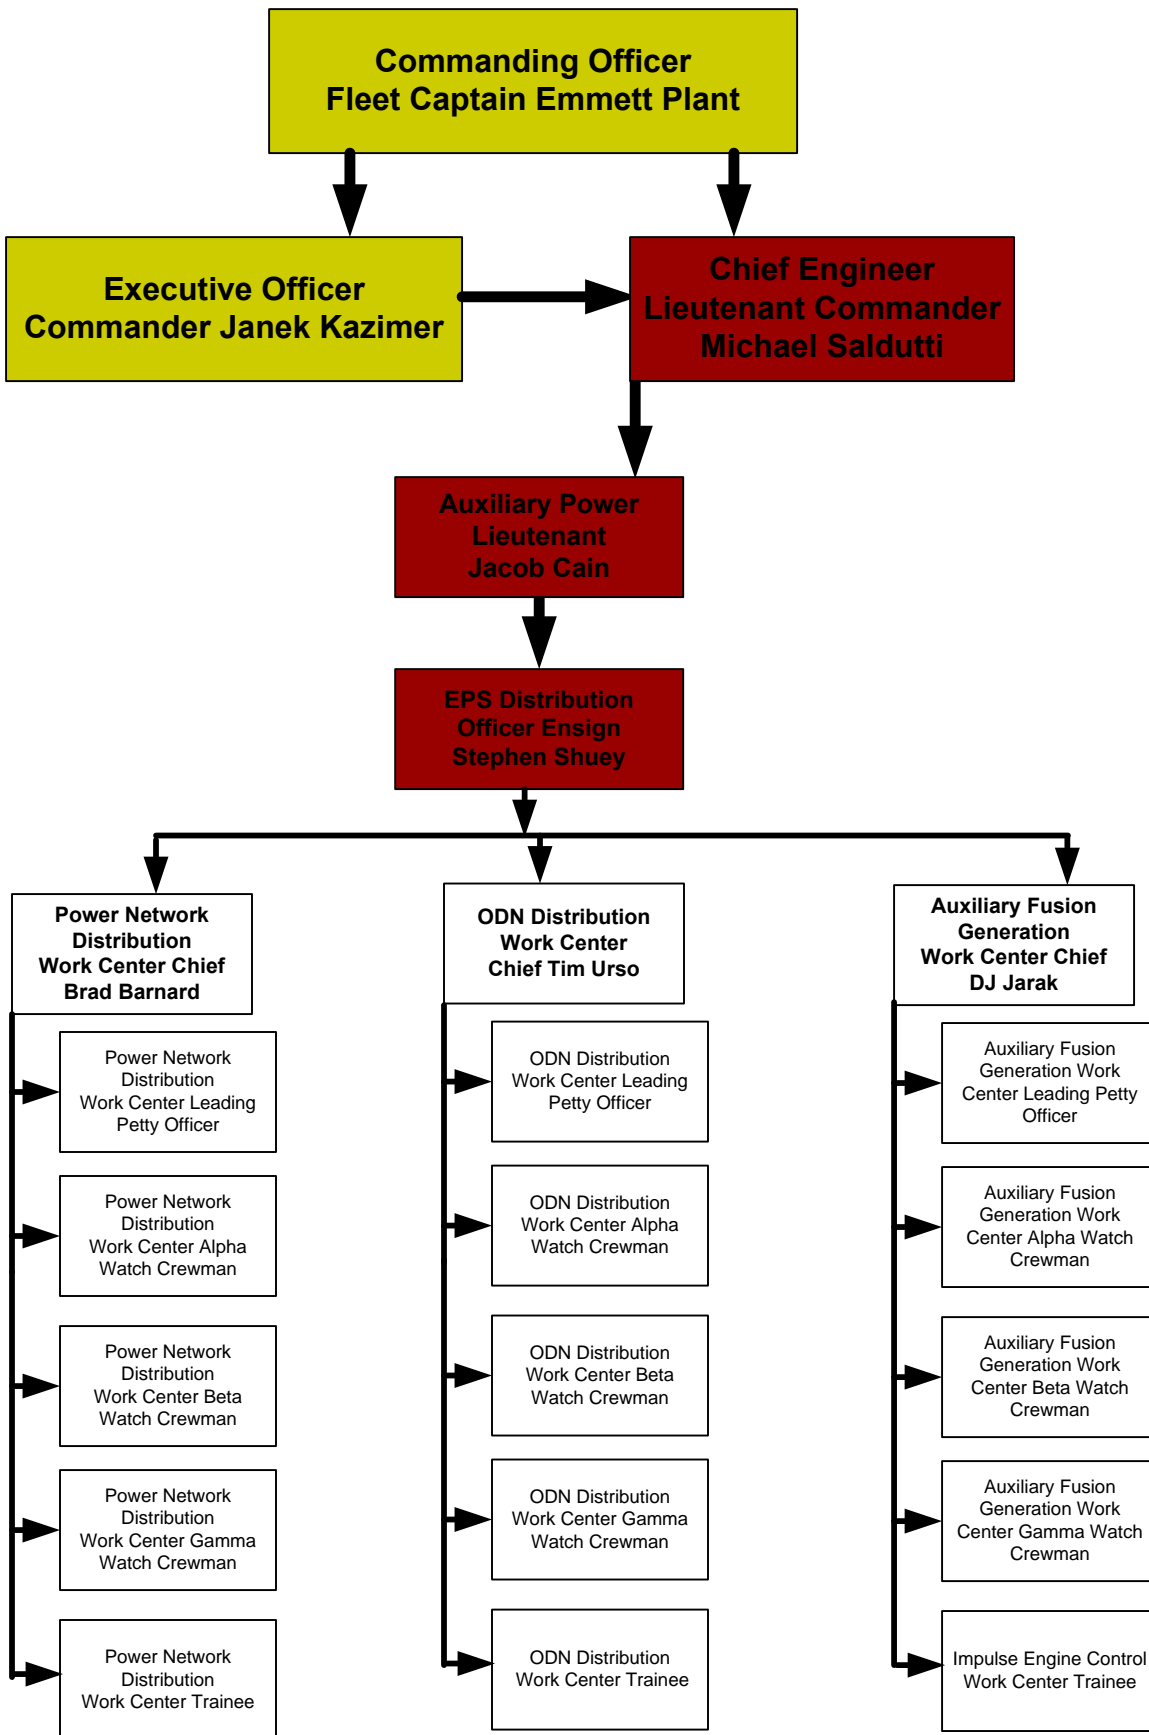 Commanding Officer
Fleet Captain Emmett Plant
Executive Officer
Commander Janek Kazimer
Chief Engineer
Lieutenant Commander
Michael Saldutti
Auxiliary Power
Lieutenant
Jacob Cain
EPS Distribution
Officer Ensign
Stephen Shuey
Power Network
Distribution
Work Center Chief
Brad Barnard
Power Network
Distribution
Work Center Leading
Petty Officer
Power Network
Distribution
Work Center Alpha
Watch Crewman
Power Network
Distribution
Work Center Beta
Watch Crewman
Power Network
Distribution
Work Center Gamma
Watch Crewman
Power Network
Distribution
Work Center Trainee
ODN Distribution
Work Center
Chief Tim Urso
ODN Distribution
Work Center Leading
Petty Officer
ODN Distribution
Work Center Alpha
Watch Crewman
ODN Distribution
Work Center Beta
Watch Crewman
ODN Distribution
Work Center Gamma
Watch Crewman
ODN Distribution
Work Center Trainee
Auxiliary Fusion
Generation
Work Center Chief
DJ Jarak
Auxiliary Fusion
Generation Work
Center Leading Petty
Officer
Auxiliary Fusion
Generation Work
Center Alpha Watch
Crewman
Auxiliary Fusion
Generation Work
Center Beta Watch
Crewman
Auxiliary Fusion
Generation Work
Center Gamma Watch
Crewman
Impulse Engine Control
Work Center Trainee